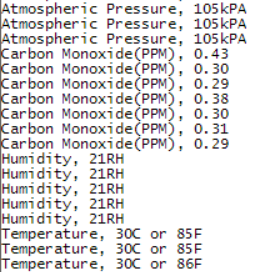 Atmospheric Pressure, 105kPA
Atmospheric Pressure, 105kPA
Atmospheric Pressure, 105kPA
Carbon Monoxide(PPM), 0.43
Carbon Monoxide(PPM), 0.30
Carbon Monoxide(PPM), 0.29
Carbon Monoxide(PPM), 0.38
Carbon Monoxide(PPM), 0.30
Carbon Monoxide(PPM), 0.31
Carbon Monoxide(PPM), 0.29
Humidity, 21RH
Humidity, 21RH
Humidity, 21RH
Humidity, 21RH
Humidity, 21RH
Temperature, 30C or 85F
Temperature, 30C or 85F
Temperature, 30C or 86F